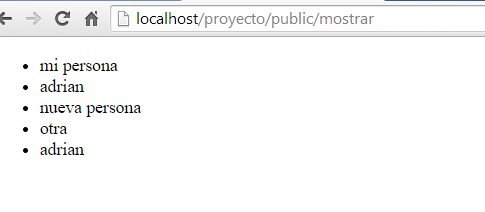 localhost/proyecto/public/mostrar
mi persona
adrian
nueva persona
otra
adrian